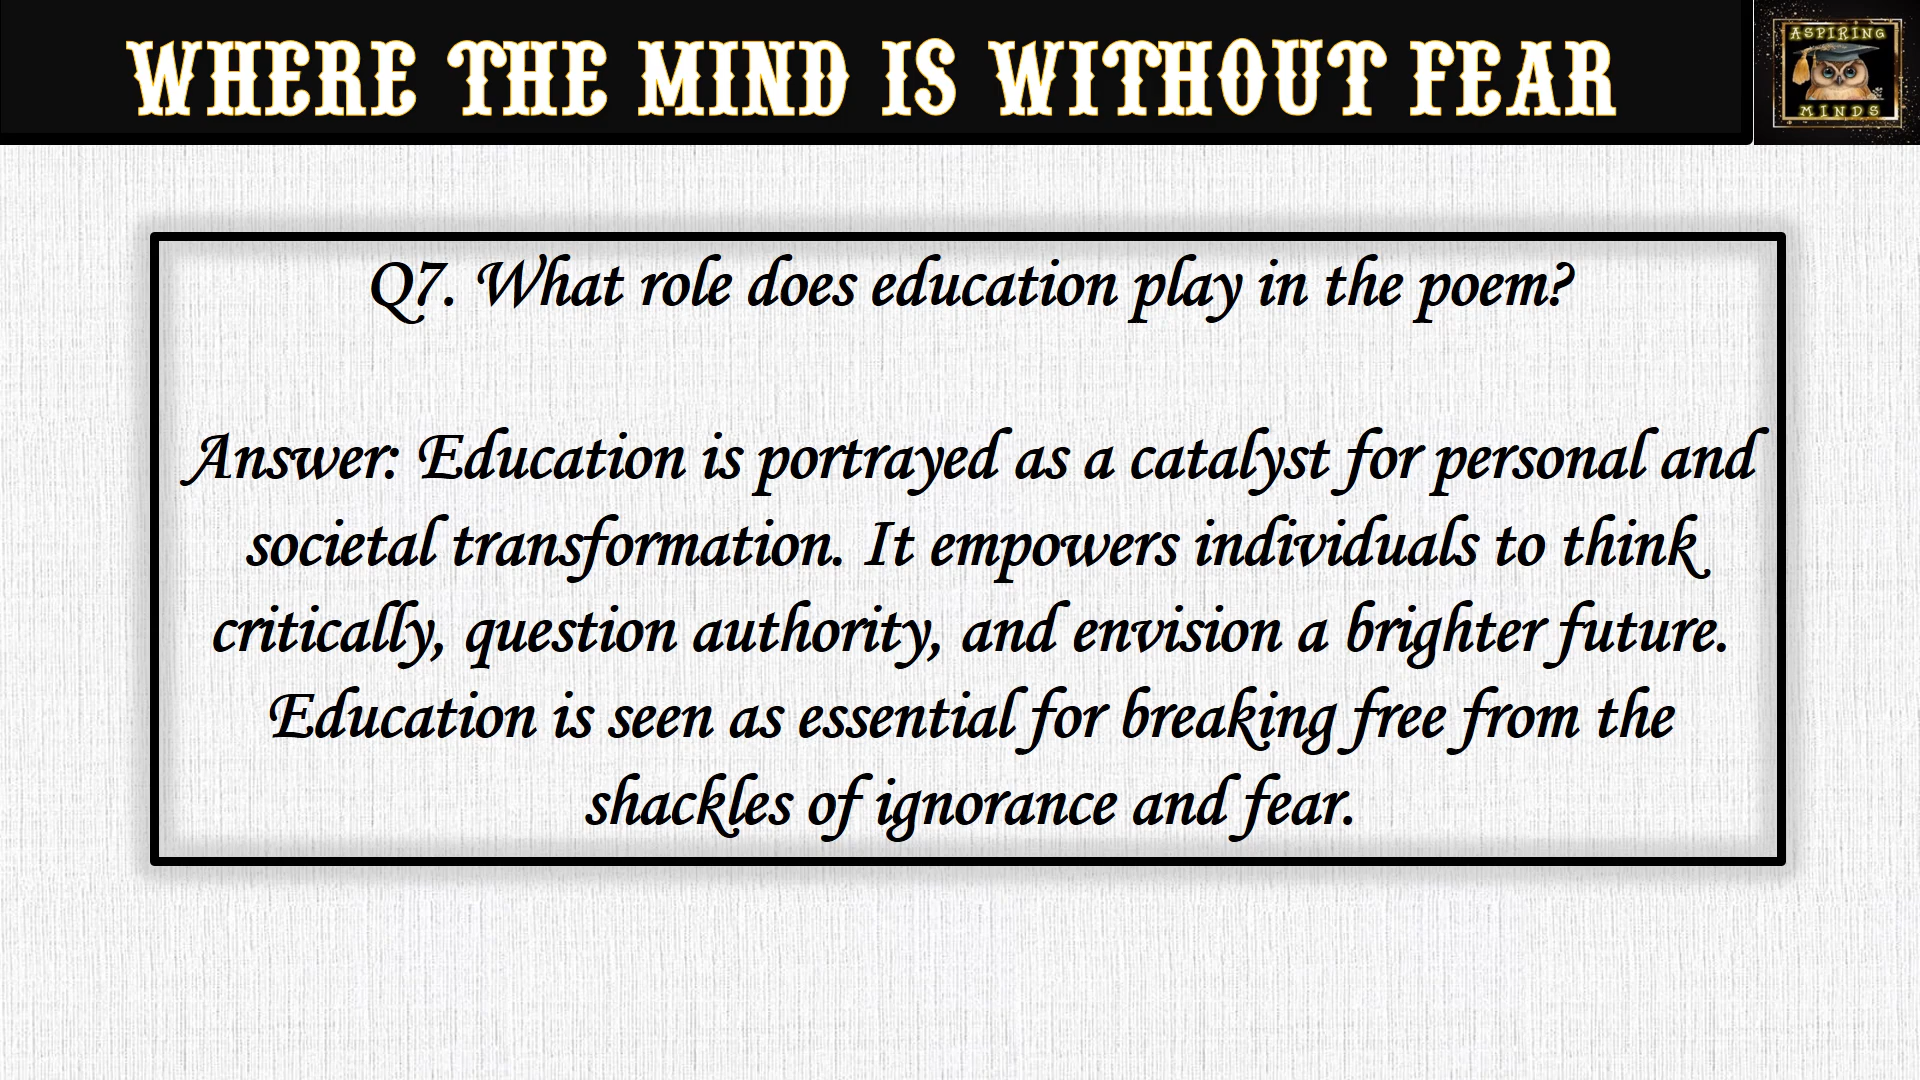 WHERE THE MIND IS WITHOUT FEAR
ASPIRING
MINDS
Q7. What role does education play in the poem?
Answer: Education is portrayed as a catalyst for personal and
societal transformation. It empowers individuals to think
critically, question authority, and envision a brighter future.
Education is seen as essential for breaking free from the
shackles of ignorance and fear.